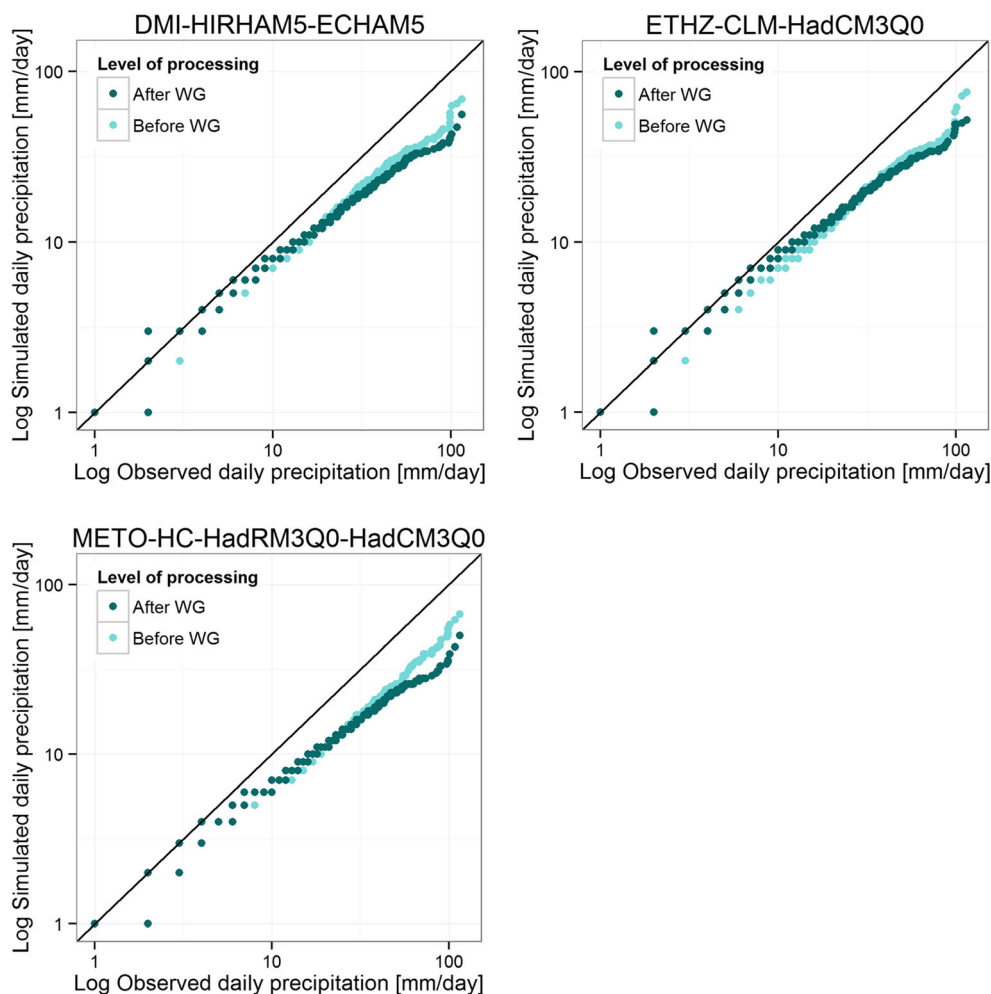 DMI-HIRHAM5-ECHAM5
Log Simulated daily precipitation [mm/day]
100
10
1
Level of processing
After WG
Before WG
1
10
100
Log Observed daily precipitation [mm/day]
ETHZ-CLM-HadCM3Q0
Log Simulated daily precipitation [mm/day]
100
10
1
Level of processing
After WG
Before WG
1
10
100
Log Observed daily precipitation [mm/day]
METO-HC-HadRM3Q0-HadCM3Q0
Log Simulated daily precipitation [mm/day]
100
10
1
Level of processing
After WG
Before WG
1
10
100
Log Observed daily precipitation [mm/day]